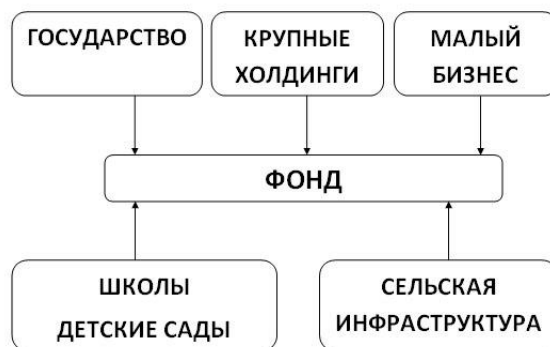 ГОСУДАРСТВО
КРУПНЫЕ
ХОЛДИНГИ
МАЛЫЙ
БИЗНЕС
ФОНД
ШКОЛЫ
ДЕТСКИЕ САДЫ
СЕЛЬСКАЯ
ИНФРАСТРУКТУРА